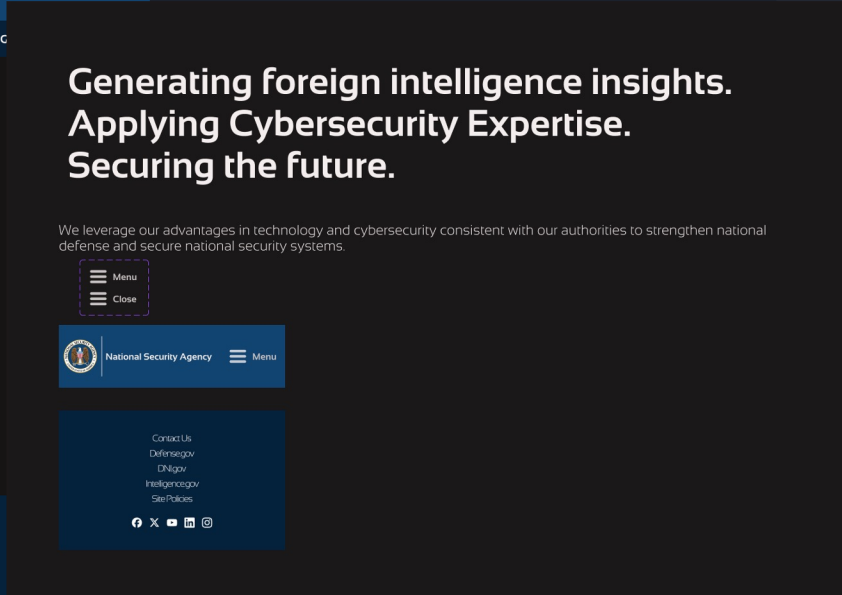 Generating foreign intelligence insights.
Applying Cybersecurity Expertise.
Securing the future.
We leverage our advantages in technology and cybersecurity consistent with our authorities to strengthen national
defense and secure national security systems.
Menu
Close
National Security Agency
Menu
Contact Us
Defense.gov
DNI.gov
Intelligence.gov
Site Policies